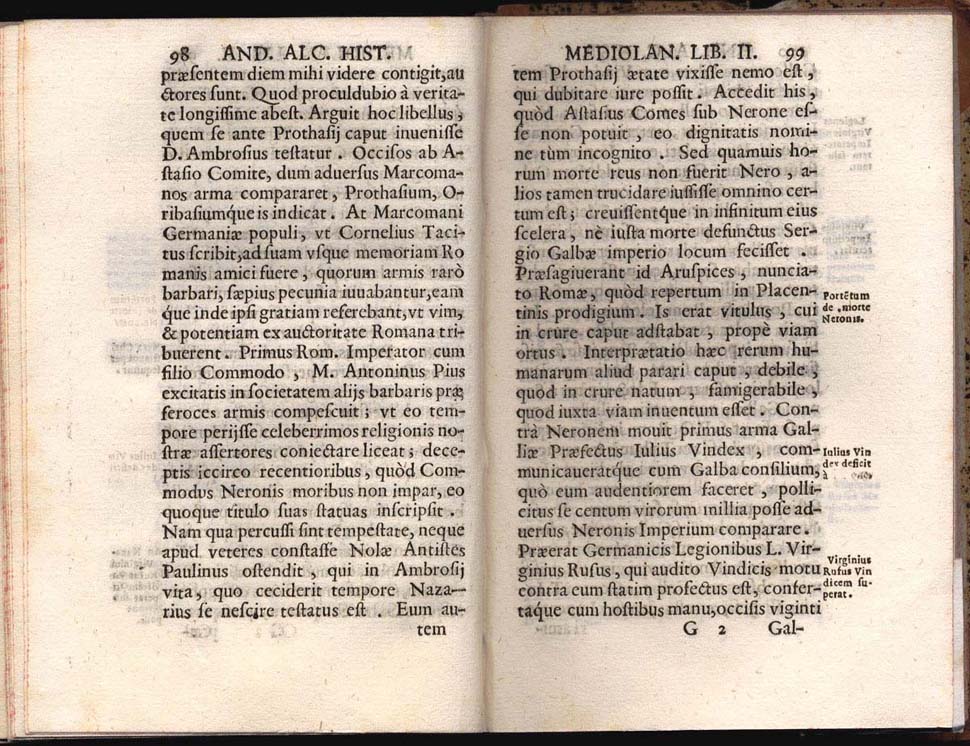 98 AND. ALC. HIST.
præſentem diem mihi videre contigit,au
ctores ſunt. Quod proculdubio à verita-
te longiſſime abeſt. Arguit hoc libellus,
quem ſe ante Prothaſij caput inueniſſe
D. Ambroſius teſtatur. Occiſos ab A-
ſtaſio Comite, dum aduerſus Marcoma-
nos arma compararet, Prothaſium, O-
ribaſiumque is indicat. At Marcomani
Germaniæ populi, vt Cornelius Taci-
tus ſcribit,ad ſuam vſque memoriam Ro
manis amici fuere, quorum armis rarò
barbari, ſæpius pecunia iuuabantur,eam
que inde ipſi gratiam referebant,vt vim,
& potentiam ex auctoritate Romana tri-
buerent. Primus Rom. Imperator cum
filio Commodo, M. Antoninus Pius
excitatis in ſocietatem alijs barbaris præ
feroces armis compeſcuit; vt eo tem-
pore perijſſe celeberrimos religionis no-
ſtræ aſſertores coniectare liceat; dece-
ptis iccirco recentioribus, quòd Com-
modus Neronis moribus non impar, eo
quoque titulo ſuas ſtatuas inſcripſit.
Nam qua percuſſi ſint tempeſtate, neque
apud veteres conſtaſſe Nolæ Antiſtes
Paulinus oſtendit, qui in Ambroſij
vita, quo ceciderit tempore Naza-
rius ſe neſcire teſtatus eſt. Eum au-
tem
MEDIOLAN. LIB. II. 99
tem Prothaſij ætate vixiſſe nemo eſt,
qui dubitare iure poſſit. Accedit his,
quòd Aſtaſius Comes ſub Nerone eſ-
ſe non potuit, eo dignitatis nomi-
ne tùm incognito. Sed quamuis ho-
rum morte reus non fuerit Nero, a-
lios tamen trucidare iuſſiſſe omnino cer-
tum eſt; creuiſſentque in infinitum eius
ſcelera, nè iuſta morte defunctus Ser-
gio Galbæ imperio locum feciſſet.
Præſagiuerant id Aruſpices, nuncia-
to Romæ, quòd repertum in Placen-
tinis prodigium. Is erat vitulus, cui
in crure caput adſtabat, propè viam
ortus. Interprætatio hæc rerum hu-
manarum aliud parari caput, debile,
quod in crure natum, famigerabile,
quod iuxta viam inuentum eſſet. Con-
trà Neronem mouit primus arma Gal-
liæ Præfectus Iulius Vindex, com-
municaueratque cum Galba conſilium,
quò eum audentiorem faceret, polli-
citus ſe centum virorum millia poſſe ad-
uerſus Neronis Imperium comparare.
Præerat Germanicis Legionibus L. Vir-
ginius Rufus, qui audito Vindicis motu
contra eum ſtatim profectus eſt, confer-
taque cum hoſtibus manu,occiſis viginti
G 2 Gal-
Portẽtum
de morte
Neronis.
Iulius Vin
dex deficit
à
Virginius
Rufus Vin
dicem ſu-
perat.